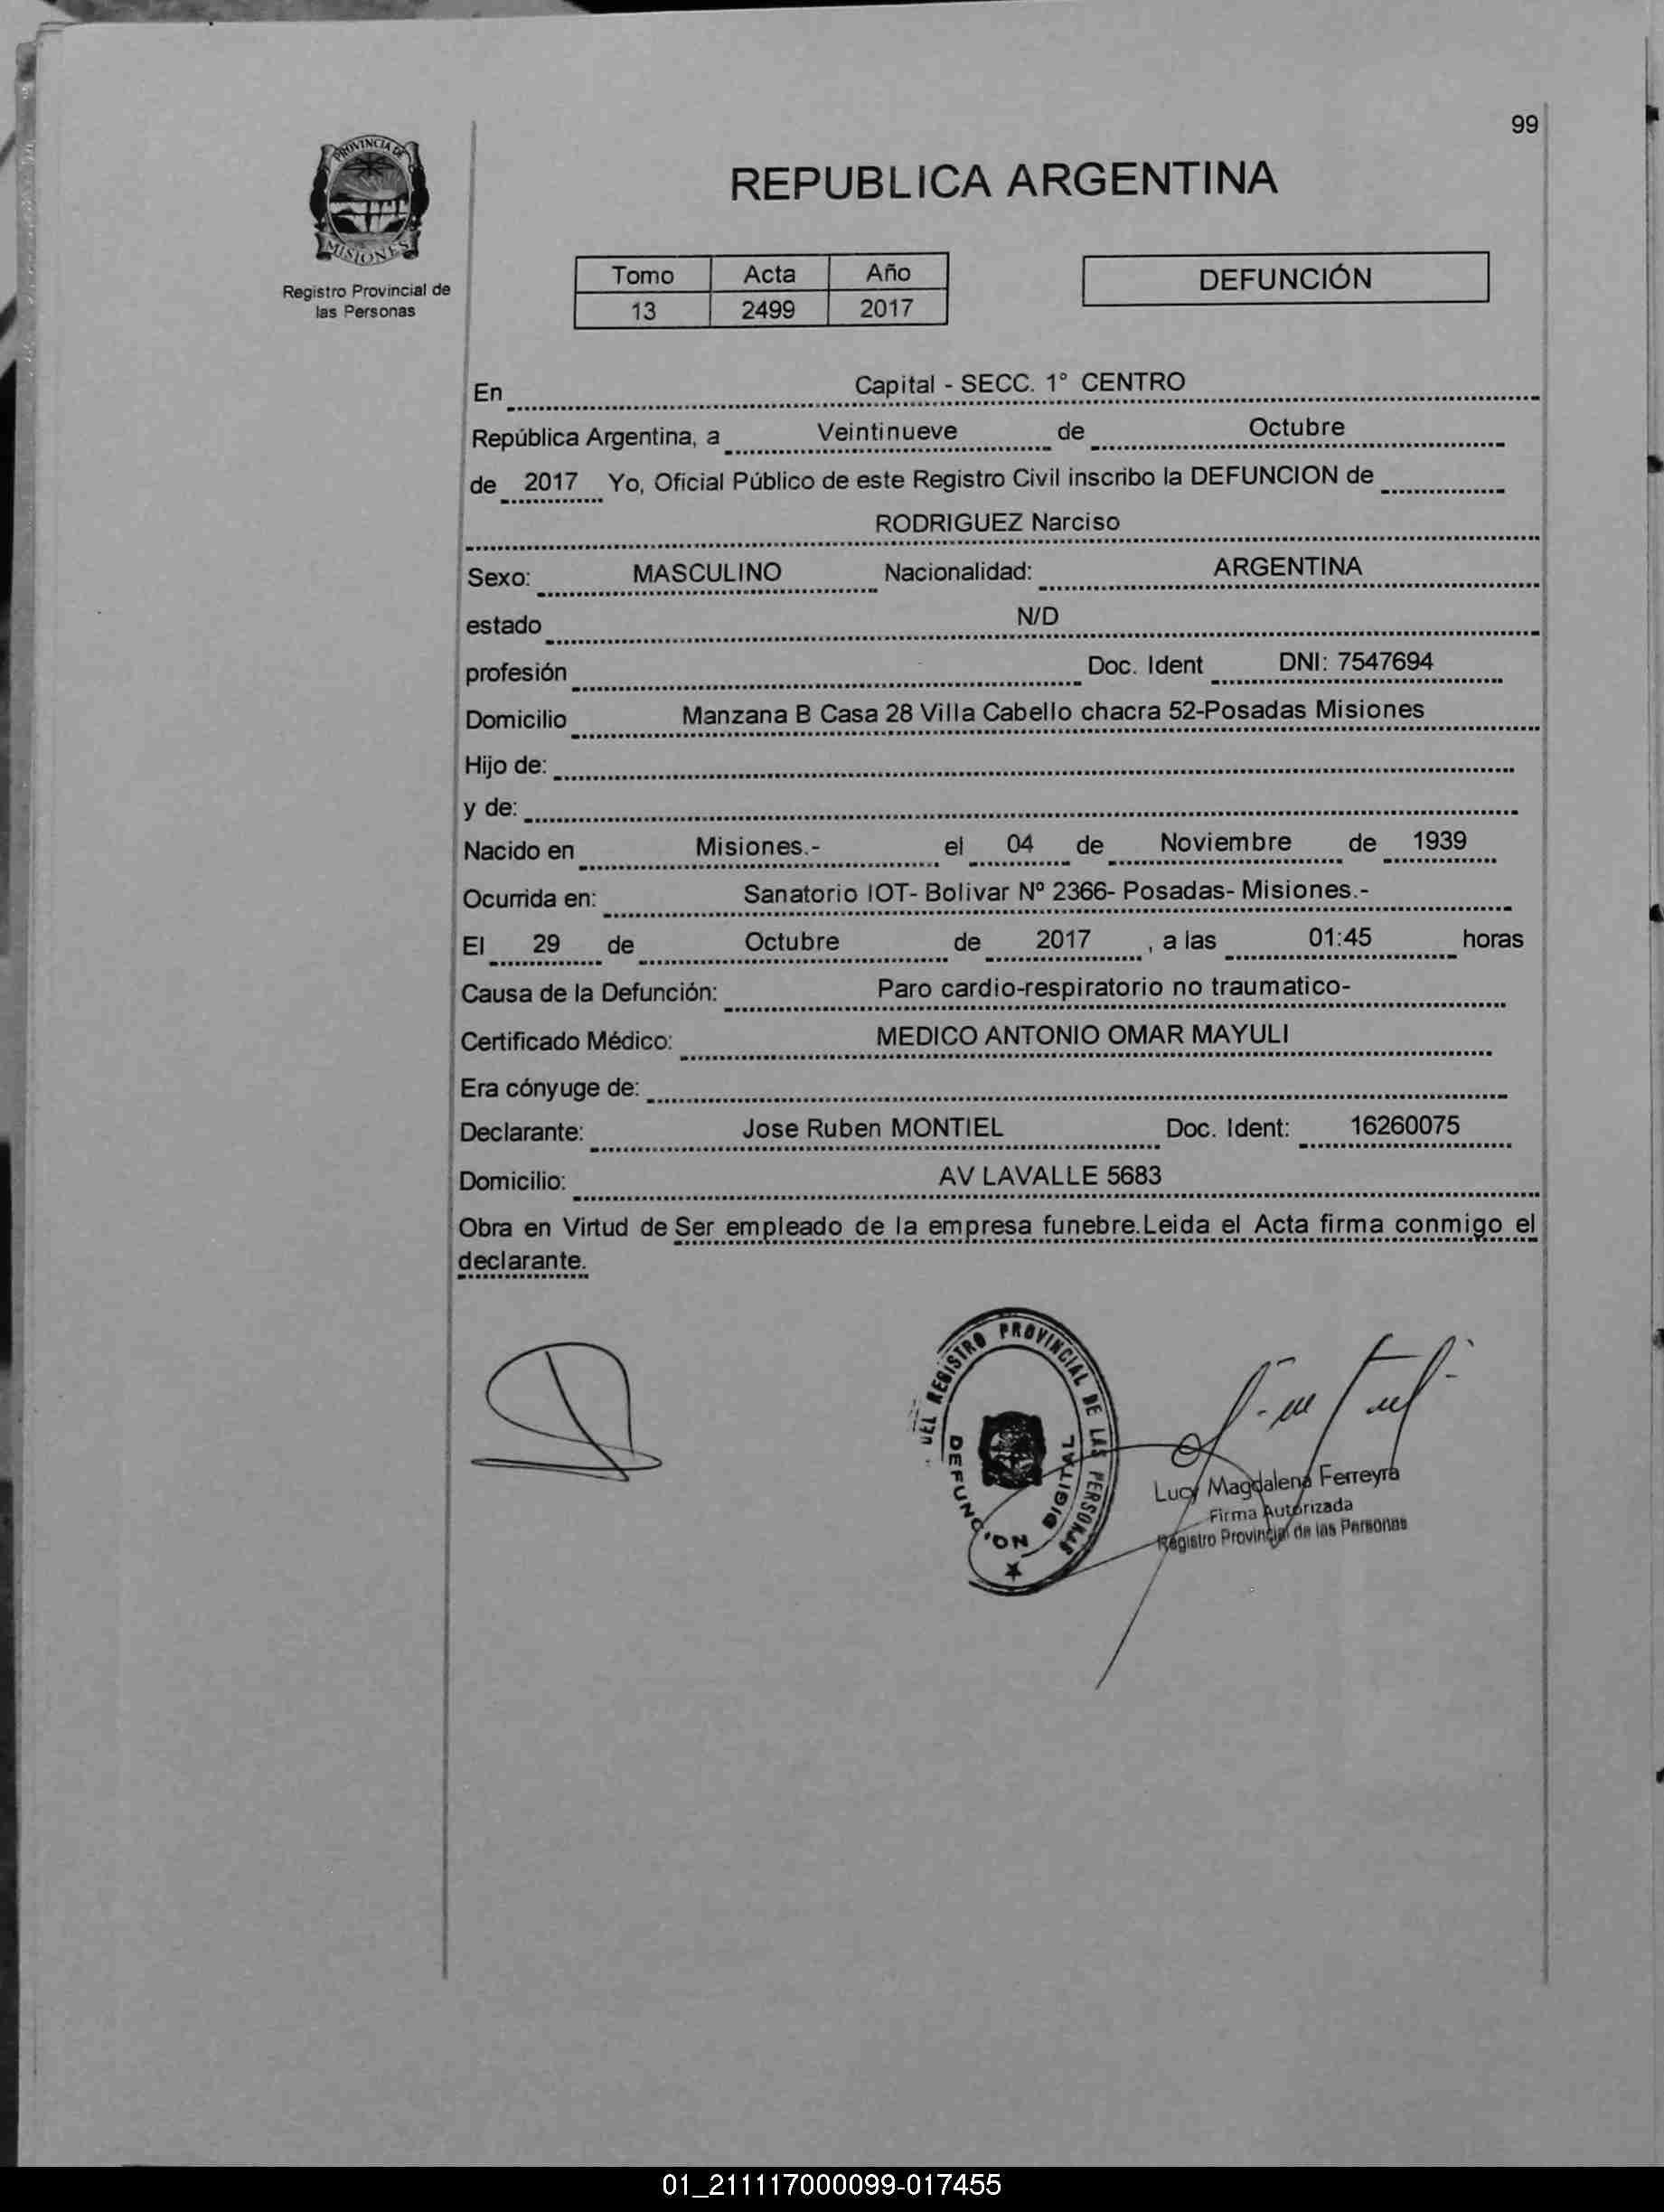 99
PROVINCIA DE
MISIONES
Registro Provincial de
las Personas
REPUBLICA ARGENTINA
Tomo Acta Año
13 2499 2017
DEFUNCIÓN
En Capital - SECC. 1° CENTRO
República Argentina, a Veintinueve de Octubre
de 2017 Yo, Oficial Público de este Registro Civil inscribo la DEFUNCION de
RODRIGUEZ Narciso
Sexo: MASCULINO Nacionalidad: ARGENTINA
estado N/D
profesión Doc. Ident DNI: 7547694
Domicilio Manzana B Casa 28 Villa Cabello chacra 52-Posadas Misiones
Hijo de:
y de:
Nacido en Misiones.- el 04 de Noviembre de 1939
Ocurrida en: Sanatorio IOT- Bolivar Nº 2366- Posadas- Misiones.-
El 29 de Octubre de 2017 , a las 01:45 horas
Causa de la Defunción: Paro cardio-respiratorio no traumatico-
Certificado Médico: MEDICO ANTONIO OMAR MAYULI
Era cónyuge de:
Declarante: Jose Ruben MONTIEL Doc. Ident: 16260075
Domicilio: AV LAVALLE 5683
Obra en Virtud de Ser empleado de la empresa funebre.Leida el Acta firma conmigo el
declarante.
DEL REGISTRO PROVINCIAL DE LAS PERSONAS
DEFUNCION DIGITAL
Lucy Magdalena Ferreyra
Firma Autorizada
Registro Provincial de las Personas
01_211117000099-017455